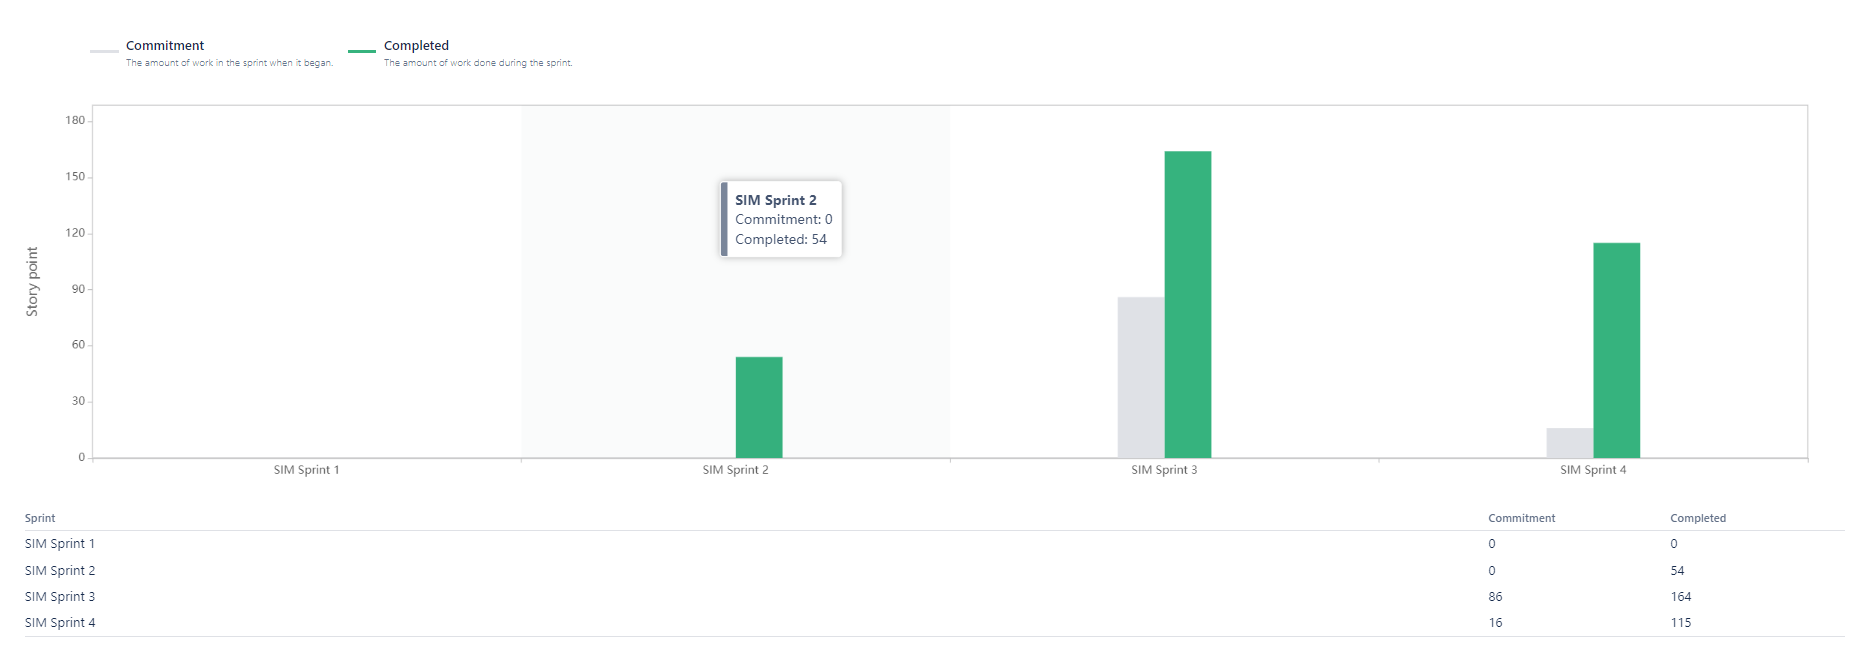 Commitment
The amount of work in the sprint when it began.
Completed
The amount of work done during the sprint.
Story point
180
150
120
90
60
30
0
SIM Sprint 2
Commitment: 0
Completed: 54
SIM Sprint 1 SIM Sprint 2 SIM Sprint 3 SIM Sprint 4
Sprint Commitment Completed
SIM Sprint 1 0 0
SIM Sprint 2 0 54
SIM Sprint 3 86 164
SIM Sprint 4 16 115